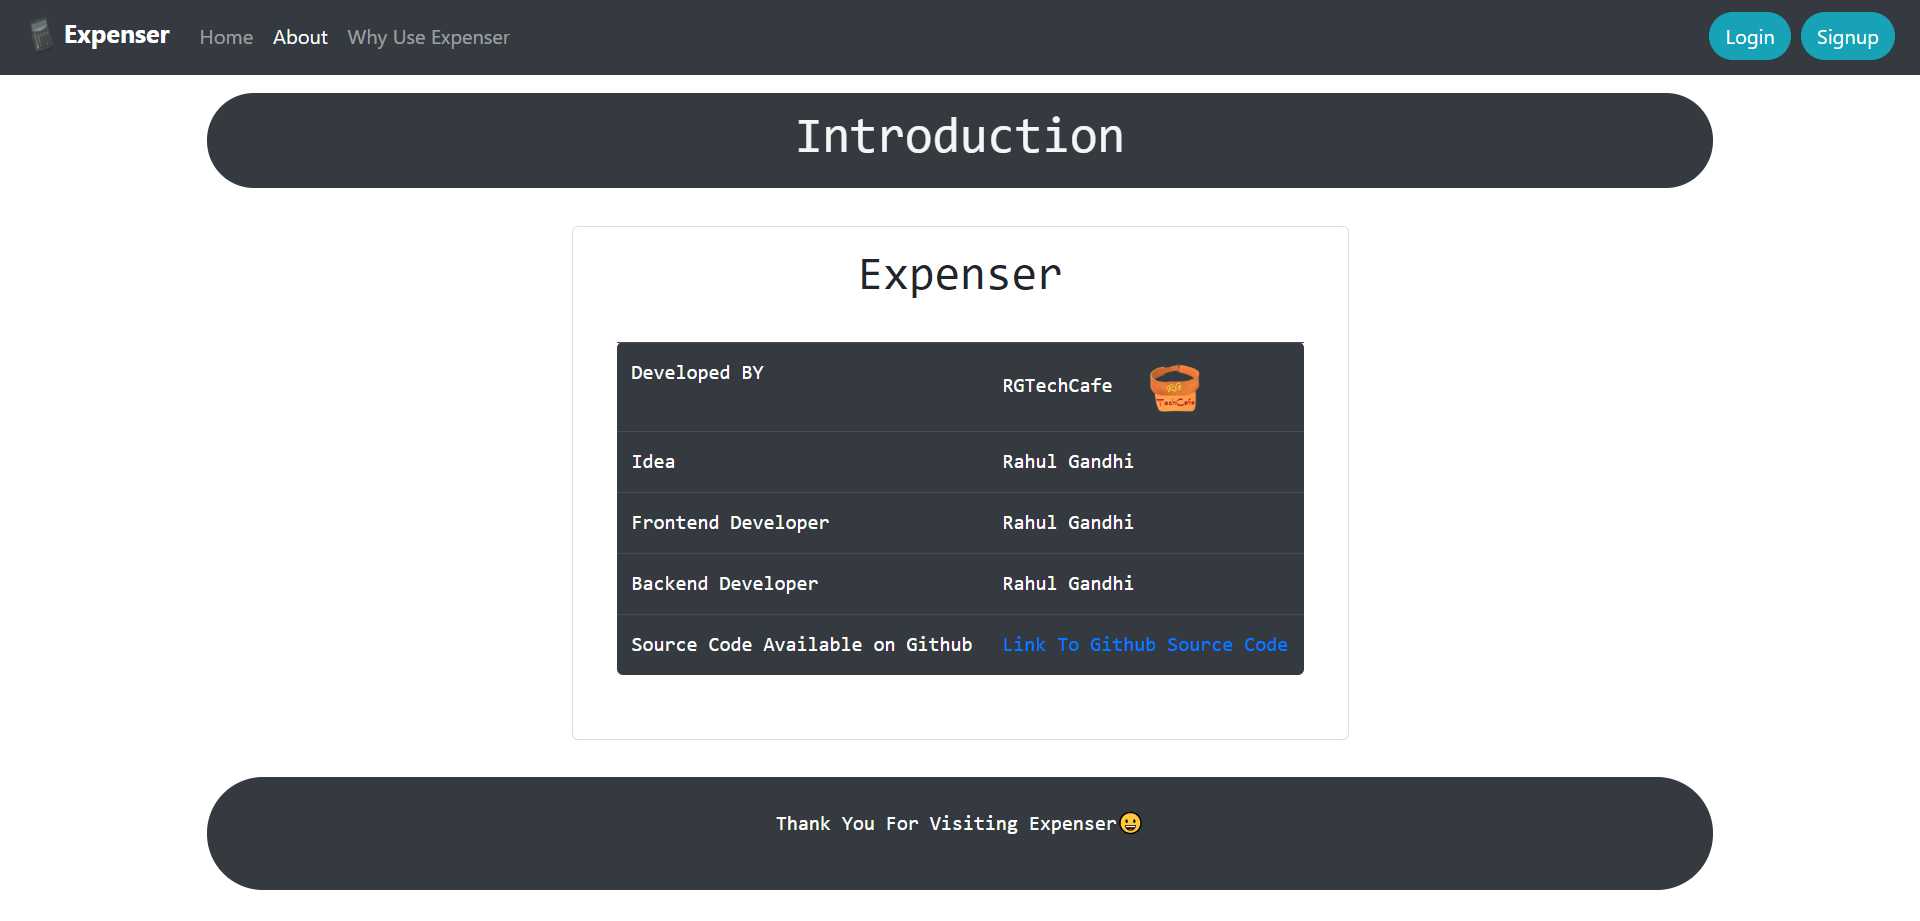 Expenser Home About Why Use Expenser Login Signup
Introduction
Expenser
Developed BY RGTechCafe RG
TechCafe
Idea Rahul Gandhi
Frontend Developer Rahul Gandhi
Backend Developer Rahul Gandhi
Source Code Available on Github Link To Github Source Code
Thank You For Visiting Expenser😀